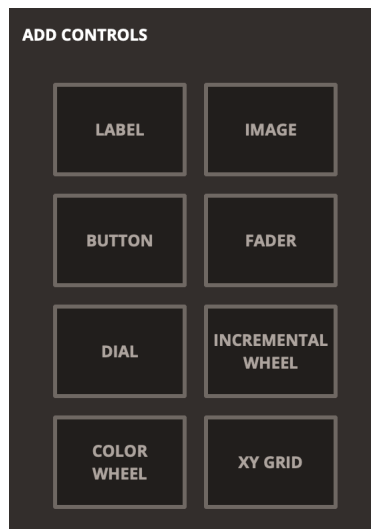 ADD CONTROLS
LABEL
IMAGE
BUTTON
FADER
DIAL
INCREMENTAL
WHEEL
COLOR
WHEEL
XY GRID